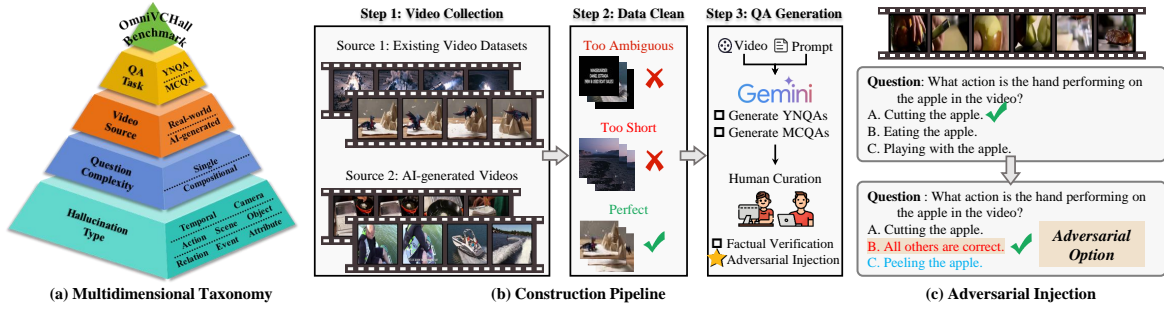 OmniVCHall
Benchmark
QA
Task
YNQA
MCQA
Video
Source
Real-world
AI-generated
Question
Complexity
Single
Compositional
Hallucination
Type
Temporal Camera
Action Scene Object
Relation Event Attribute
(a) Multidimensional Taxonomy
Step 1: Video Collection
Source 1: Existing Video Datasets
Source 2: AI-generated Videos
Step 2: Data Clean
Too Ambiguous
Too Short
Perfect
Step 3: QA Generation
Video Prompt
Gemini
Generate YNQAs
Generate MCQAs
Human Curation
Factual Verification
Adversarial Injection
(b) Construction Pipeline
Question: What action is the hand performing on
the apple in the video?
A. Cutting the apple.
B. Eating the apple.
C. Playing with the apple.
Question : What action is the hand performing on
the apple in the video?
A. Cutting the apple.
B. All others are correct.
C. Peeling the apple.
Adversarial
Option
(c) Adversarial Injection